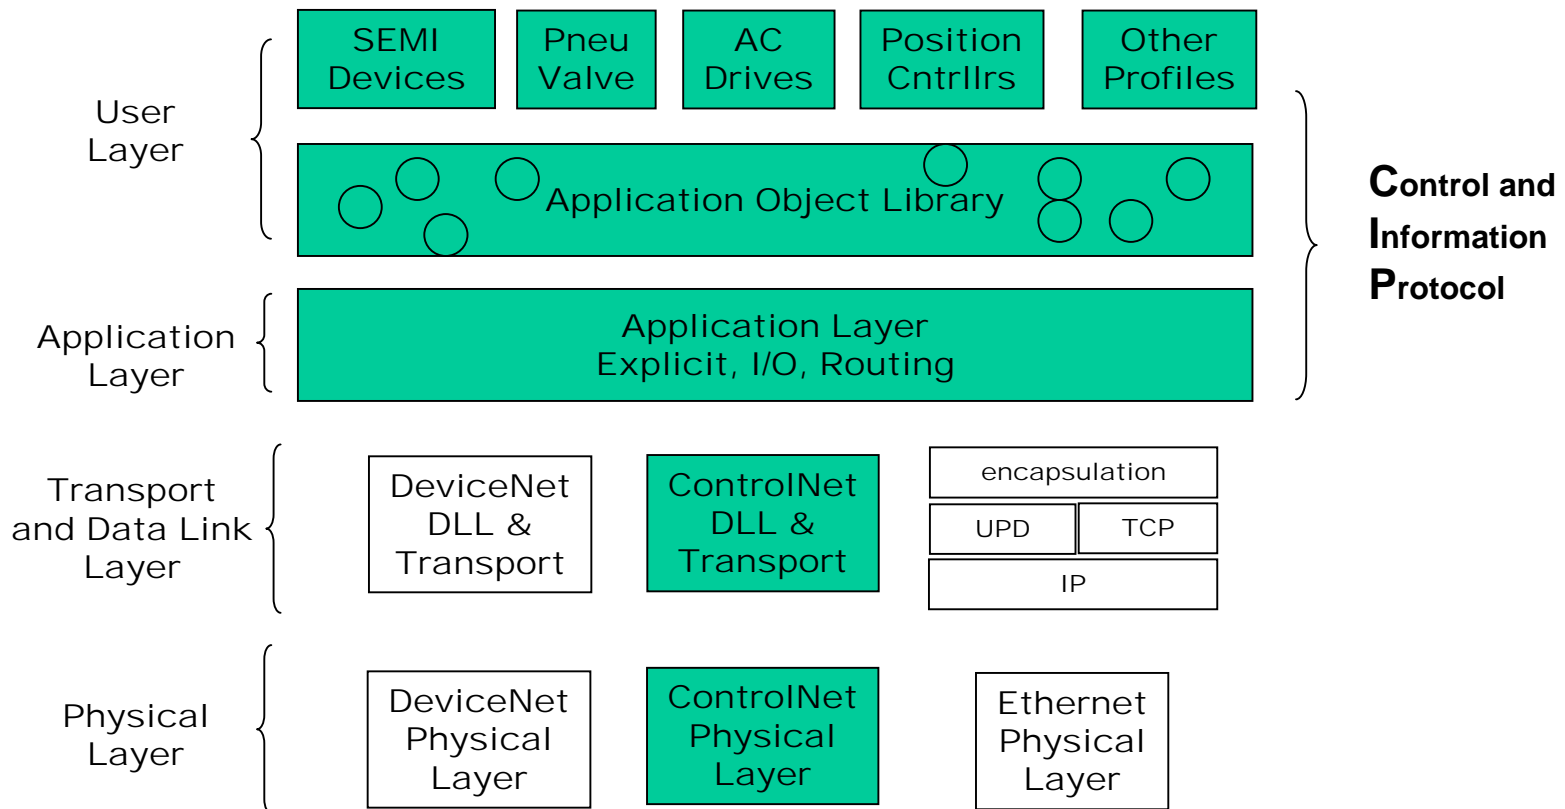 SEMI
Devices
Pneu
Valve
AC
Drives
Position
Cntrllrs
Other
Profiles
User
Layer
Application Object Library
Control and
Information
Protocol
Application
Layer
Application Layer
Explicit, I/O, Routing
Transport
and Data Link
Layer
DeviceNet
DLL &
Transport
ControlNet
DLL &
Transport
encapsulation
UPD
TCP
IP
Physical
Layer
DeviceNet
Physical
Layer
ControlNet
Physical
Layer
Ethernet
Physical
Layer